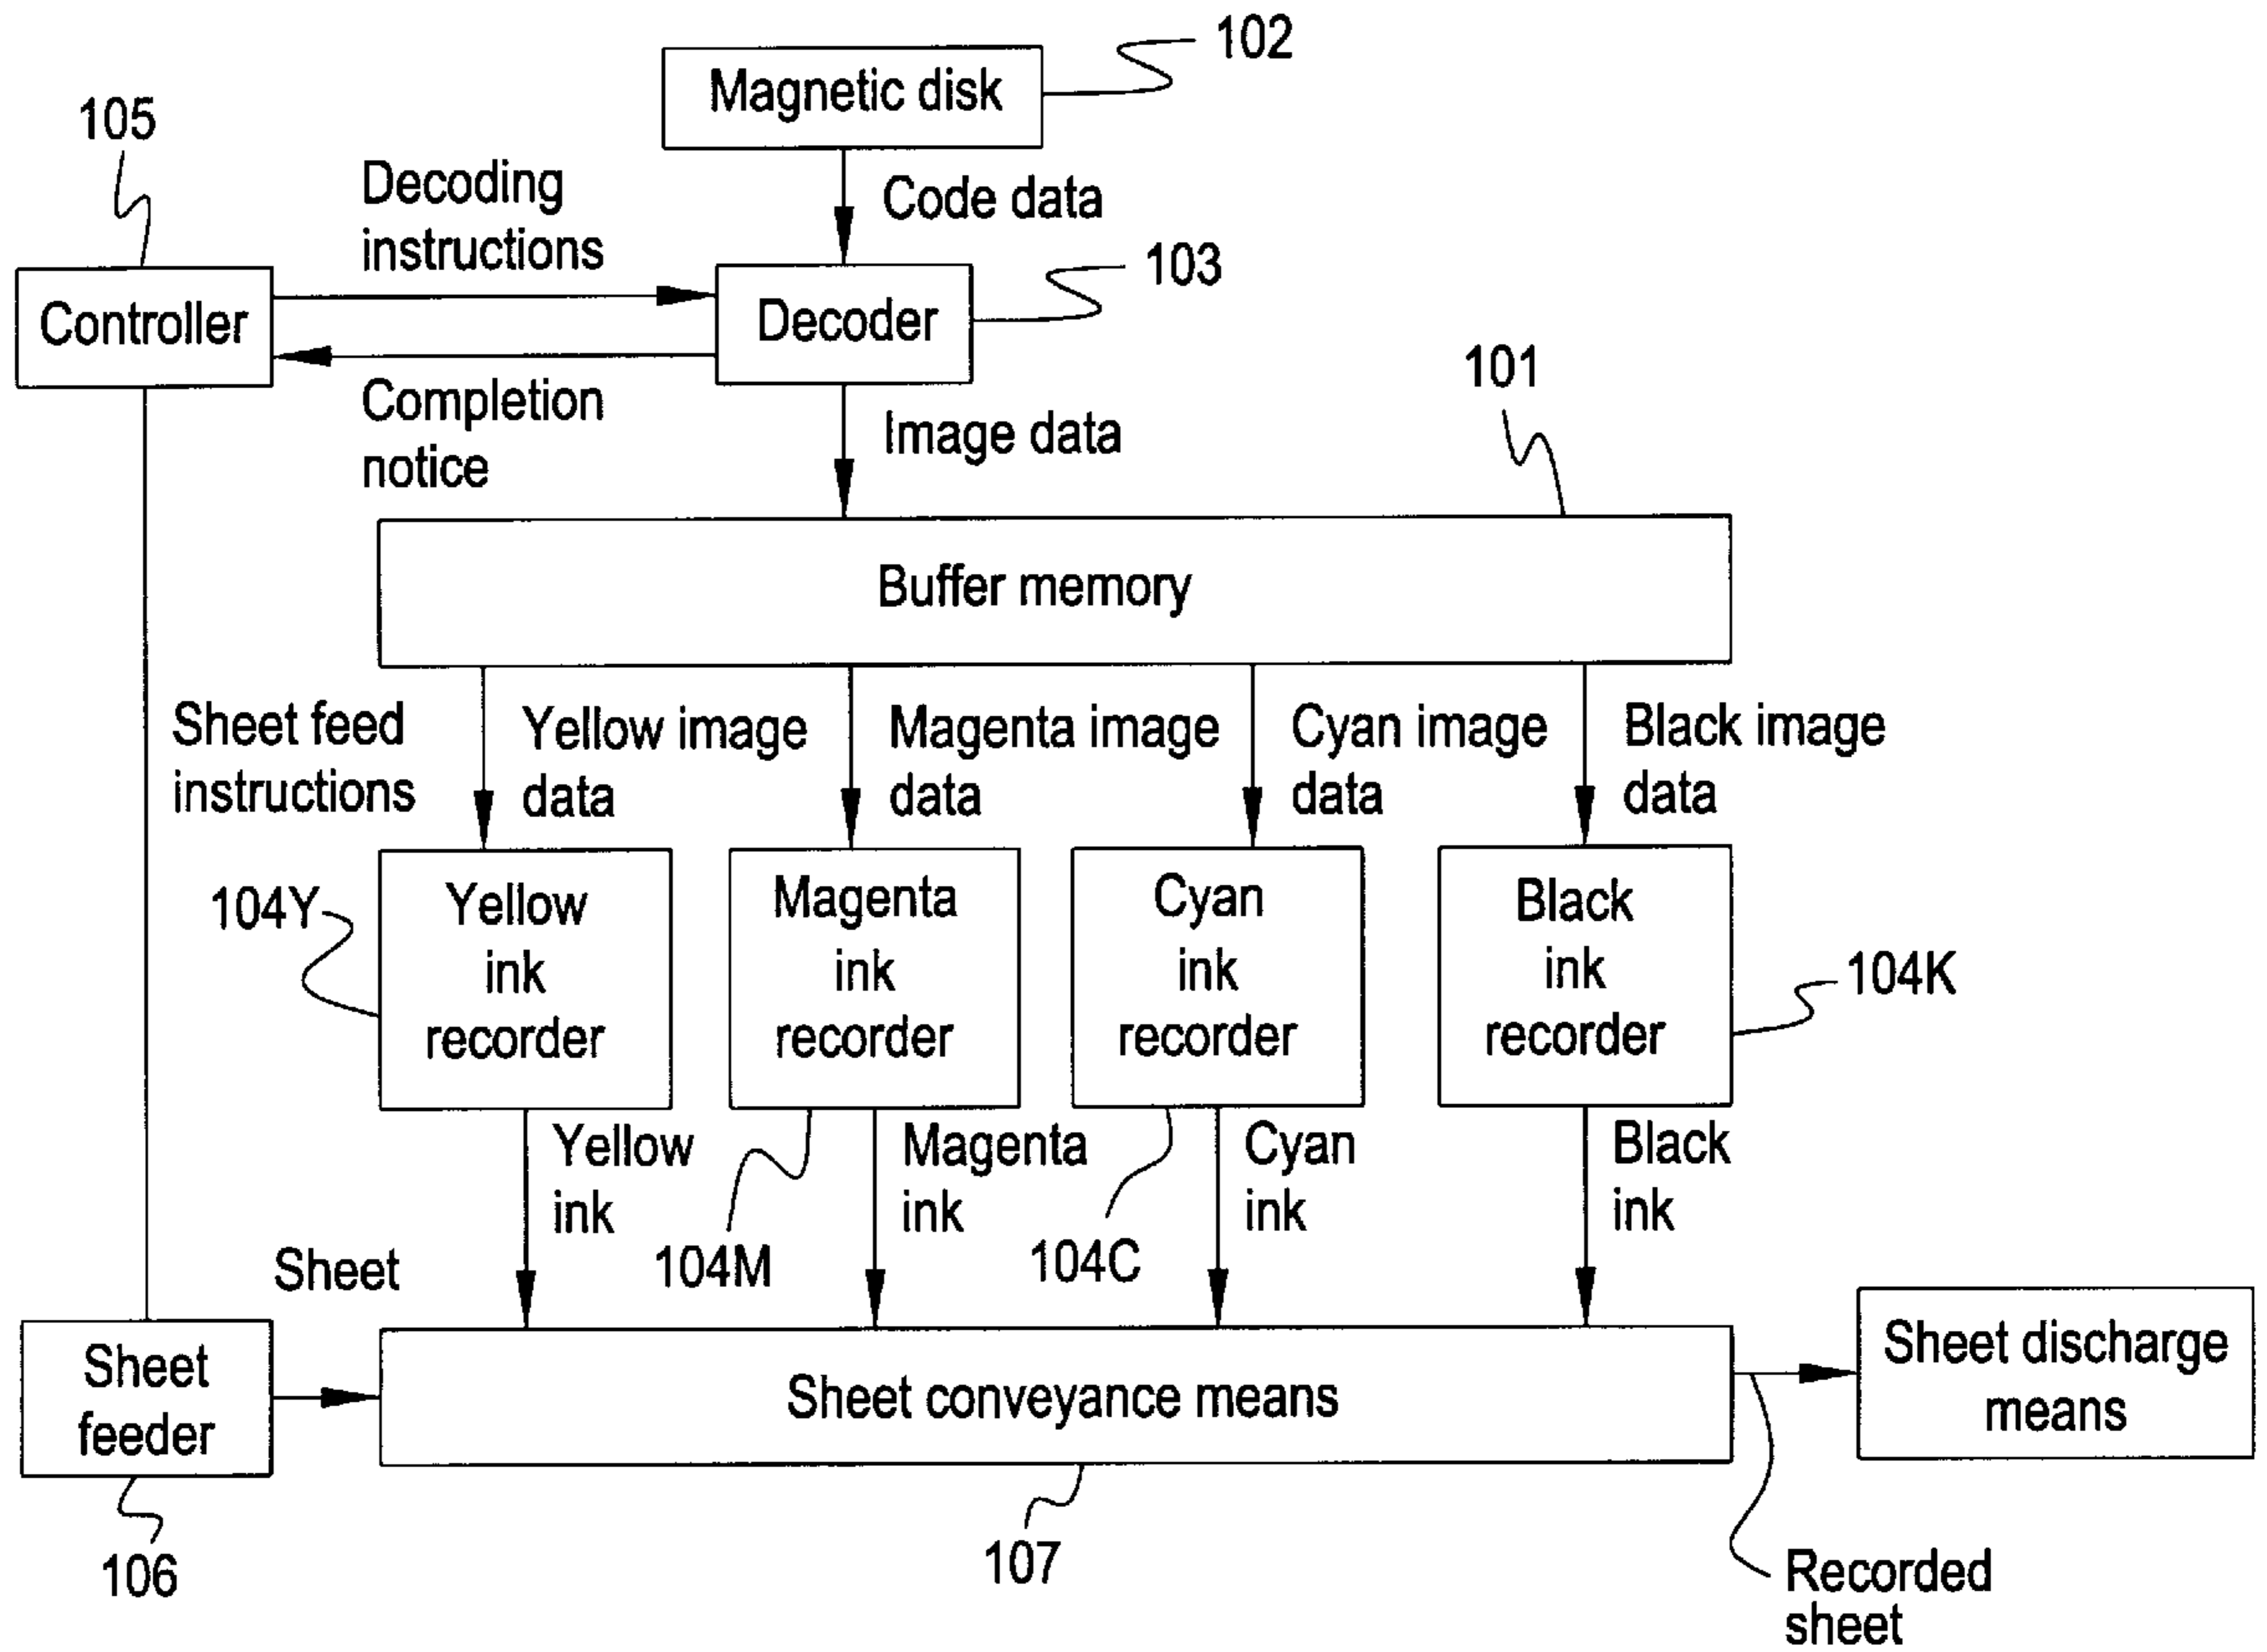 102
Magnetic disk
105
Decoding
instructions
Code data
103
Controller
Decoder
Completion
notice
Image data
101
Buffer memory
Sheet feed
instructions
Yellow image
data
Magenta image
data
Cyan image
data
Black image
data
104Y
Yellow
ink
recorder
Magenta
ink
recorder
Cyan
ink
recorder
Black
ink
recorder
104K
Yellow
ink
104M
Magenta
ink
104C
Cyan
ink
Black
ink
Sheet
Sheet
feeder
Sheet conveyance means
Sheet discharge
means
106
107
Recorded
sheet